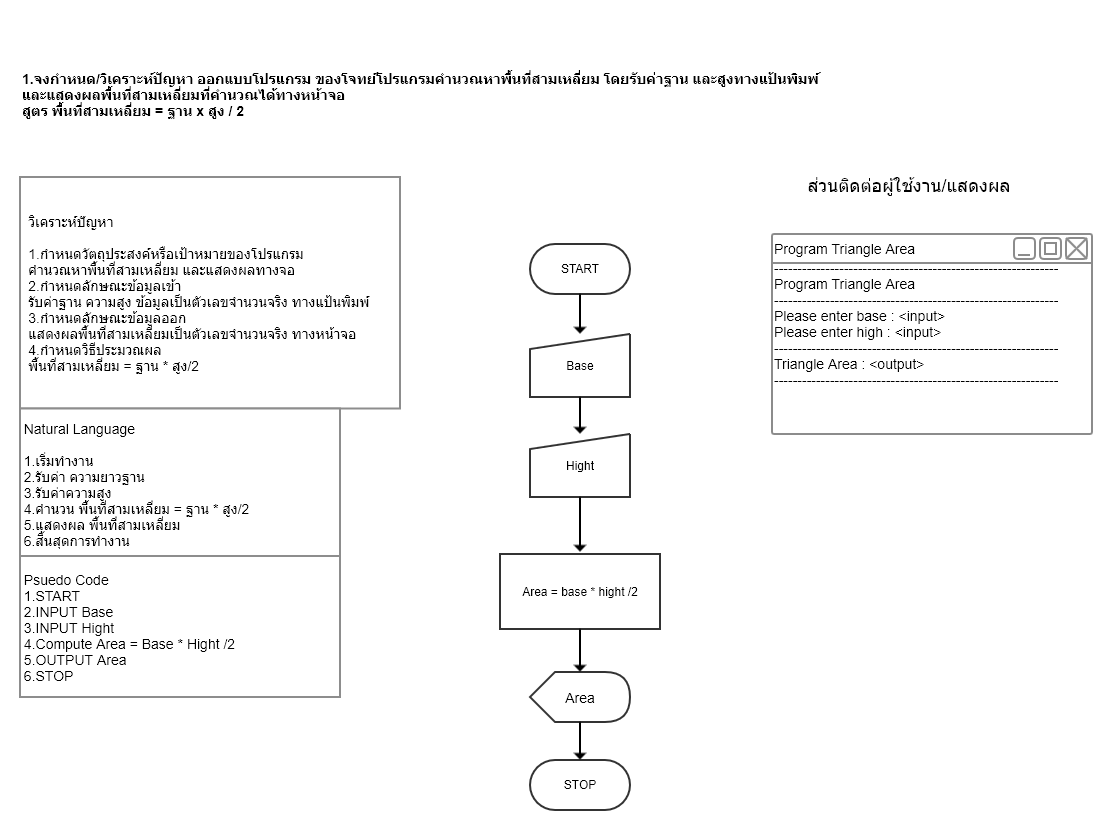 1.จงกำหนด/วิเคราะห์ปัญหา ออกแบบโปรแกรม ของโจทย์โปรแกรมคำนวณหาพื้นที่สามเหลี่ยม โดยรับค่าฐาน และสูงทางแป้นพิมพ์
และแสดงผลพื้นที่สามเหลี่ยมที่คำนวณได้ทางหน้าจอ
สูตร พื้นที่สามเหลี่ยม = ฐาน x สูง / 2
วิเคราะห์ปัญหา
1.กำหนดวัตถุประสงค์หรือเป้าหมายของโปรแกรม
คำนวณหาพื้นที่สามเหลี่ยม และแสดงผลทางจอ
2.กำหนดลักษณะข้อมูลเข้า
รับค่าฐาน ความสูง ข้อมูลเป็นตัวเลขจำนวนจริง ทางแป้นพิมพ์
3.กำหนดลักษณะข้อมูลออก
แสดงผลพื้นที่สามเหลี่ยมเป็นตัวเลขจำนวนจริง ทางหน้าจอ
4.กำหนดวิธีประมวณผล
พื้นที่สามเหลี่ยม = ฐาน * สูง/2
Natural Language
1.เริ่มทำงาน
2.รับค่า ความยาวฐาน
3.รับค่าความสูง
4.คำนวน พื้นที่สามเหลี่ยม = ฐาน * สูง/2
5.แสดงผล พื้นที่สามเหลี่ยม
6.สิ้นสุดการทำงาน
Psuedo Code
1.START
2.INPUT Base
3.INPUT Hight
4.Compute Area = Base * Hight /2
5.OUTPUT Area
6.STOP
START
Base
Hight
Area = base * hight /2
Area
STOP
ส่วนติดต่อผู้ใช้งาน/แสดงผล
Program Triangle Area
-----------------------------------------------------------------------
Program Triangle Area
-----------------------------------------------------------------------
Please enter base : <input>
Please enter high : <input>
-----------------------------------------------------------------------
Triangle Area : <output>
-----------------------------------------------------------------------